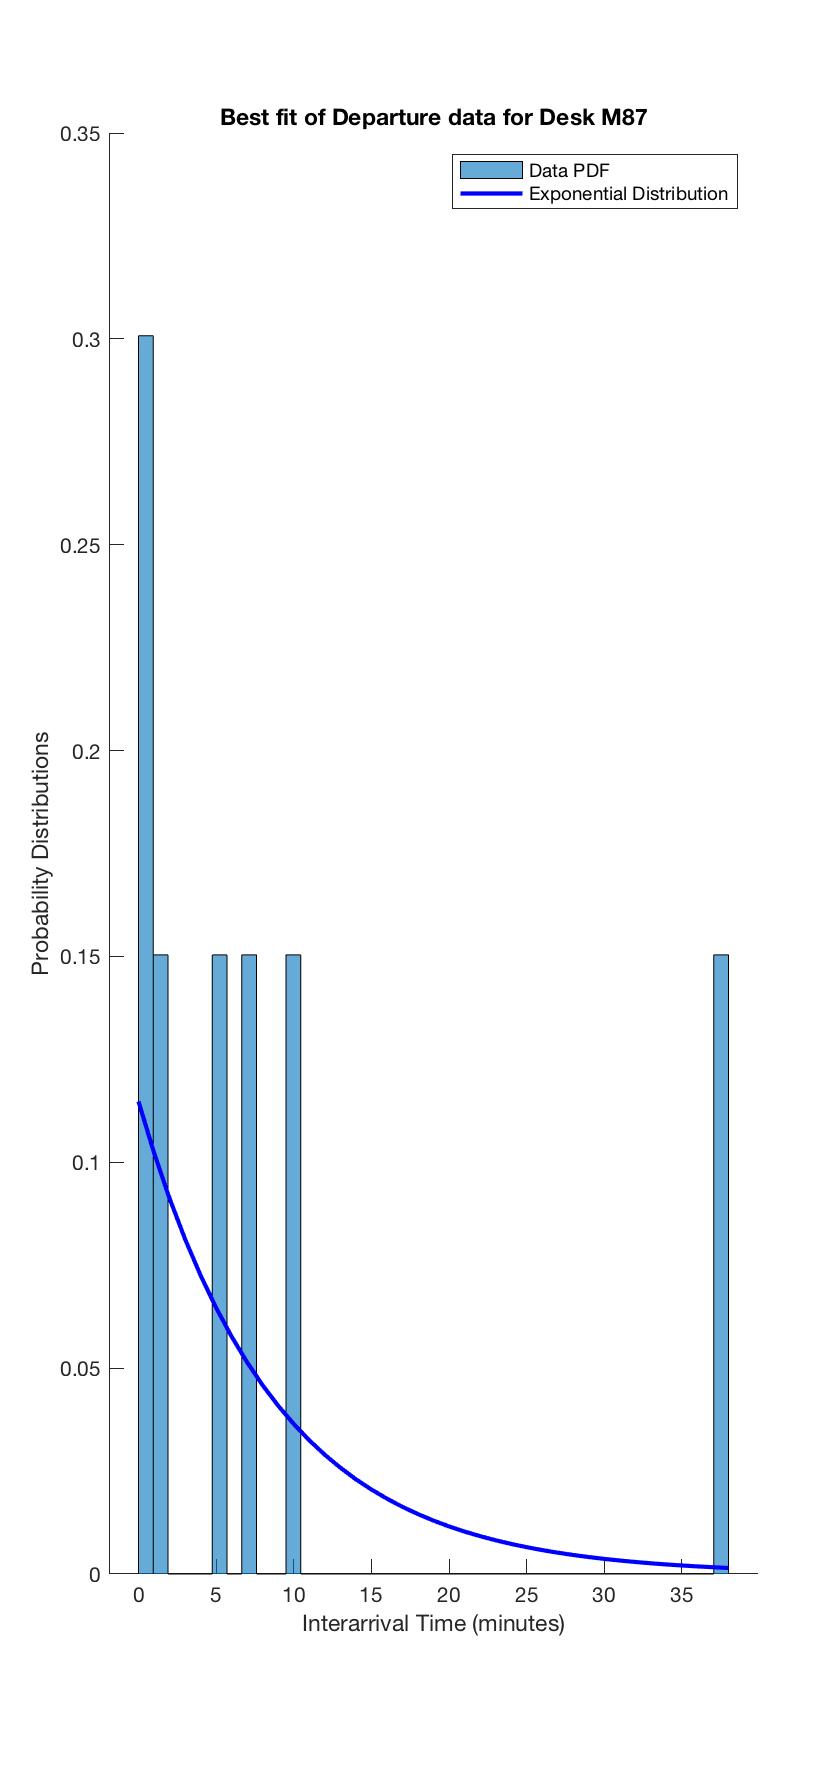 Best fit of Departure data for Desk M87
0.35
Data PDF
Exponential Distribution
0.3
0.25
0.2
0.15
0.1
0.05
0
Probability Distributions
0 5 10 15 20 25 30 35
Interarrival Time (minutes)